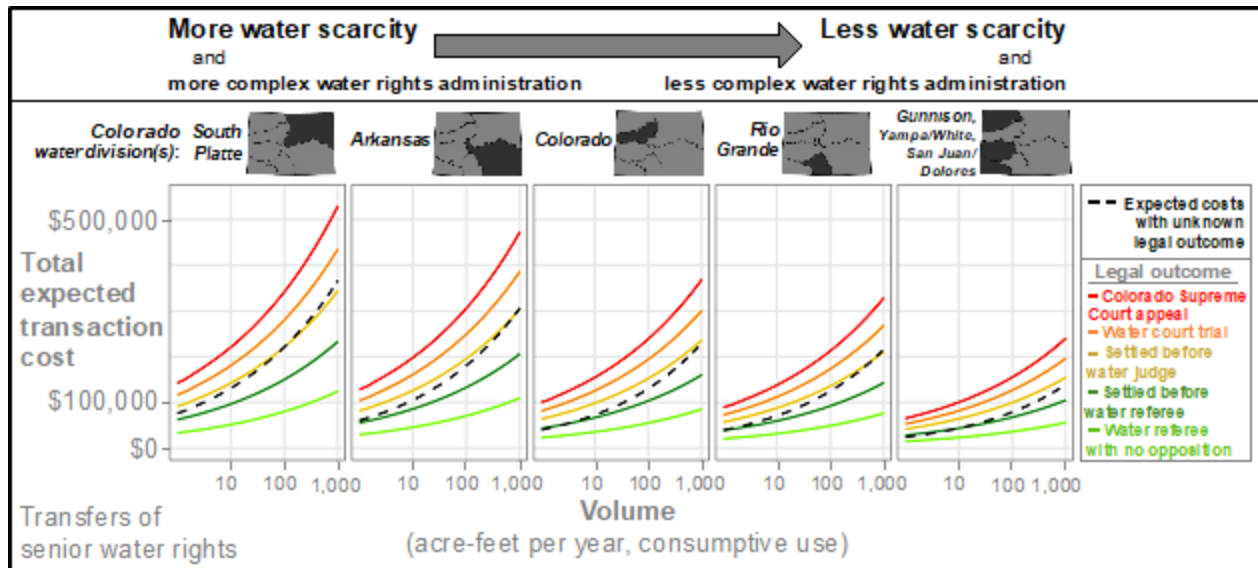 More water scarcity
and
more complex water rights administration
Less water scarcity
and
less complex water rights administration
Colorado
water division(s):
South
Platte
Arkansas
Colorado
Rio
Grande
Gunnison,
Yampa/White,
San Juan/
Dolores
$500,000
Total
expected
transaction
cost
$100,000
$0
10 100 1,000
10 100 1,000
10 100 1,000
10 100 1,000
10 100 1,000
Volume
(acre-feet per year, consumptive use)
Transfers of
senior water rights
Expected costs
with unknown
legal outcome
Legal outcome
Colorado Supreme
Court appeal
Water court trial
Settled before
water judge
Settled before
water referee
Water referee
with no opposition